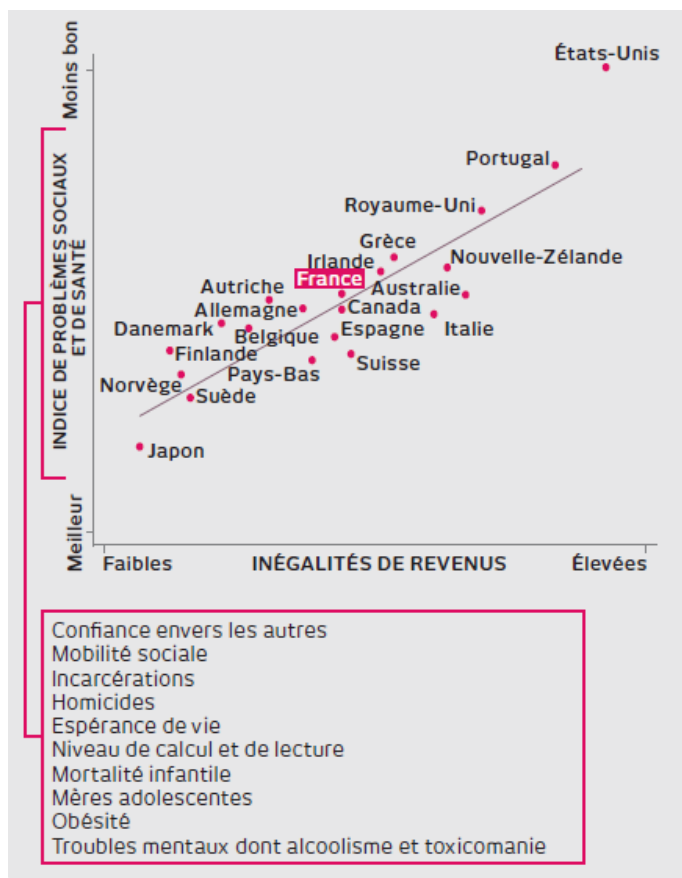 Moins bon
INDICE DE PROBLÈMES SOCIAUX
ET DE SANTÉ
Meilleur
États-Unis
Portugal
Royaume-Uni
Grèce
Irlande
Nouvelle-Zélande
France
Autriche
Australie
Allemagne
Canada
Danemark
Belgique
Espagne
Italie
Finlande
Pays-Bas
Suisse
Norvège
Suède
Japon
Faibles
INÉGALITÉS DE REVENUS
Élevées
Confiance envers les autres
Mobilité sociale
Incarcérations
Homicides
Espérance de vie
Niveau de calcul et de lecture
Mortalité infantile
Mères adolescentes
Obésité
Troubles mentaux dont alcoolisme et toxicomanie